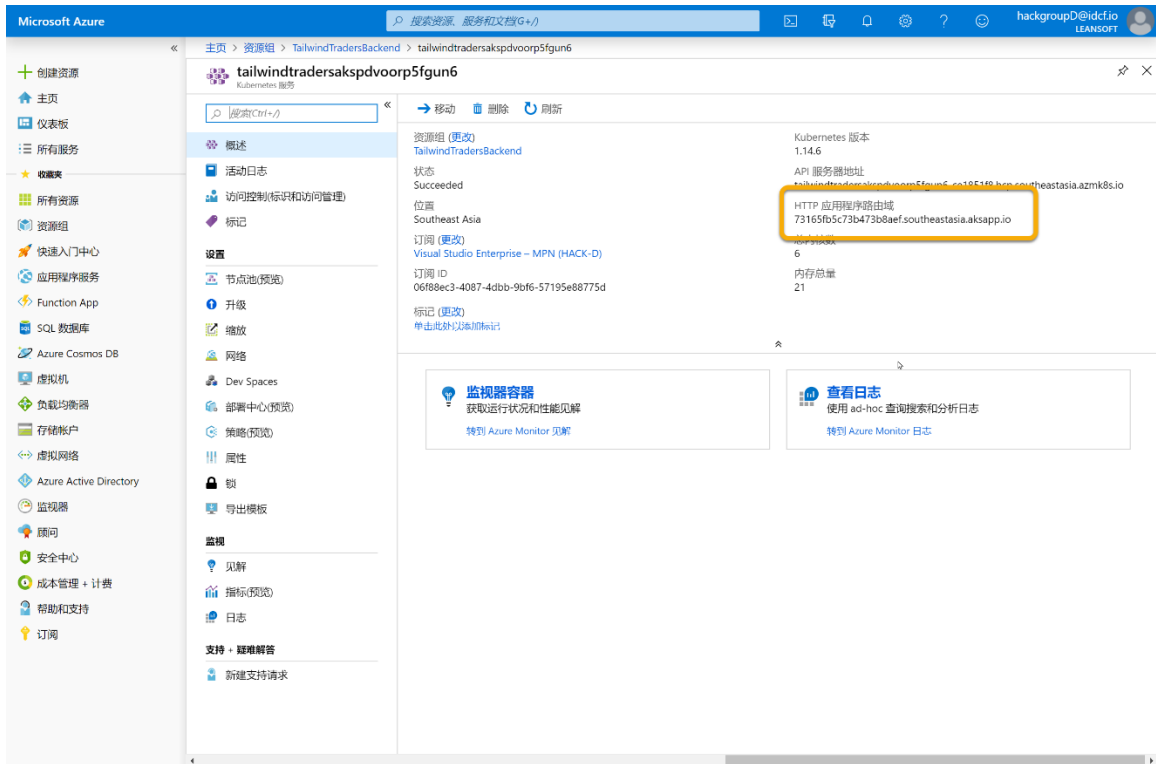 Microsoft Azure
搜索资源、服务和文档(G+/)
hackgroupD@idcf.io
LEANSOFT
主页 > 资源组 > TailwindTradersBackend > tailwindtradersakspdvoorp5fgun6
tailwindtradersakspdvoorp5fgun6
Kubernetes 服务
创建资源
主页
仪表板
所有服务
收藏夹
所有资源
资源组
快速入门中心
应用程序服务
Function App
SQL 数据库
Azure Cosmos DB
虚拟机
负载均衡器
存储帐户
虚拟网络
Azure Active Directory
监视器
顾问
安全中心
成本管理 + 计费
帮助和支持
订阅
搜索(Ctrl+/)
概述
活动日志
访问控制(标识和访问管理)
标记
设置
节点池(预览)
升级
缩放
网络
Dev Spaces
部署中心(预览)
策略(预览)
属性
锁
导出模板
监视
见解
指标(预览)
日志
支持 + 疑难解答
新建支持请求
移动 删除 刷新
资源组 (更改)
TailwindTradersBackend
状态
Succeeded
位置
Southeast Asia
订阅 (更改)
Visual Studio Enterprise – MPN (HACK-D)
订阅 ID
06f88ec3-4087-4dbb-9bf6-57195e88775d
标记 (更改)
单击此处以添加标记
Kubernetes 版本
1.14.6
API 服务器地址
tailwindtradersakspdvoorp5fgun6-ce1851f8.hcp.southeastasia.azmk8s.io
HTTP 应用程序路由域
73165fb5c73b473b8aef.southeastasia.aksapp.io
总内核数
6
内存总量
21
监视器容器
获取运行状况和性能见解
转到 Azure Monitor 见解
查看日志
使用 ad-hoc 查询搜索和分析日志
转到 Azure Monitor 日志